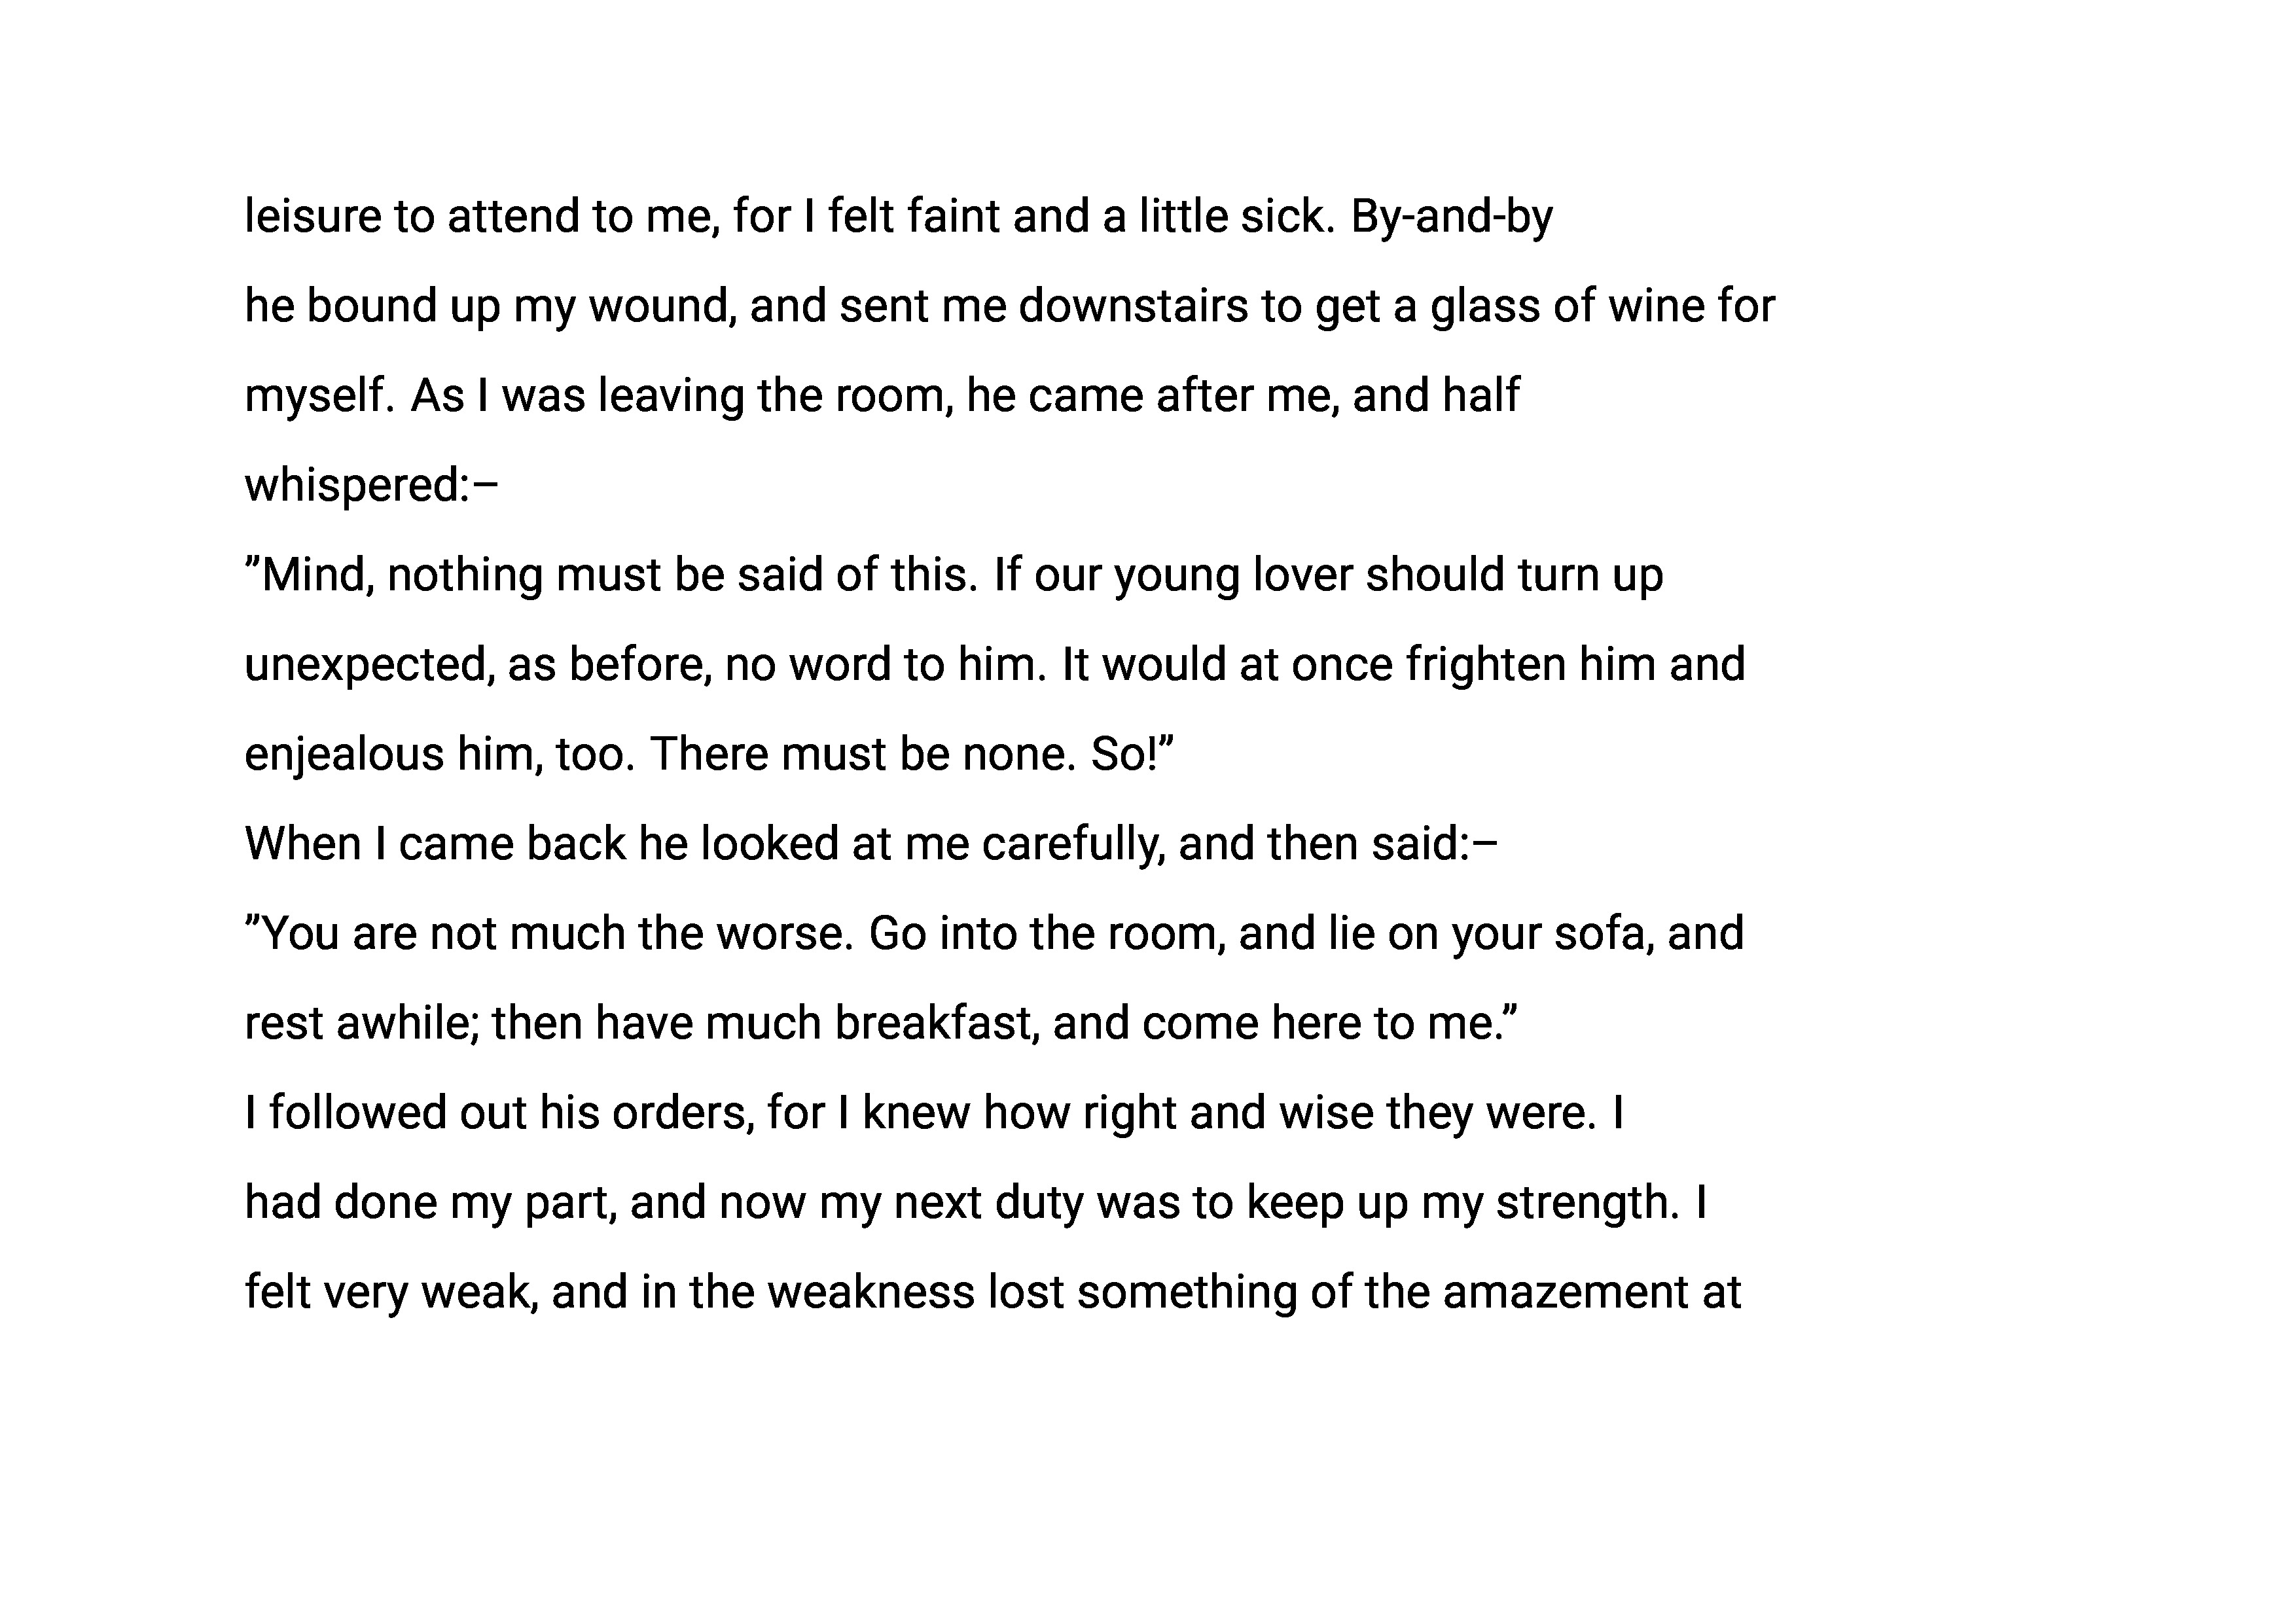 leisure to attend to me, for I felt faint and a little sick. By-and-by
he bound up my wound, and sent me downstairs to get a glass of wine for
myself. As I was leaving the room, he came after me, and half
whispered:–
”Mind, nothing must be said of this. If our young lover should turn up
unexpected, as before, no word to him. It would at once frighten him and
enjealous him, too. There must be none. So!”
When I came back he looked at me carefully, and then said:–
”You are not much the worse. Go into the room, and lie on your sofa, and
rest awhile; then have much breakfast, and come here to me.”
I followed out his orders, for I knew how right and wise they were. I
had done my part, and now my next duty was to keep up my strength. I
felt very weak, and in the weakness lost something of the amazement at